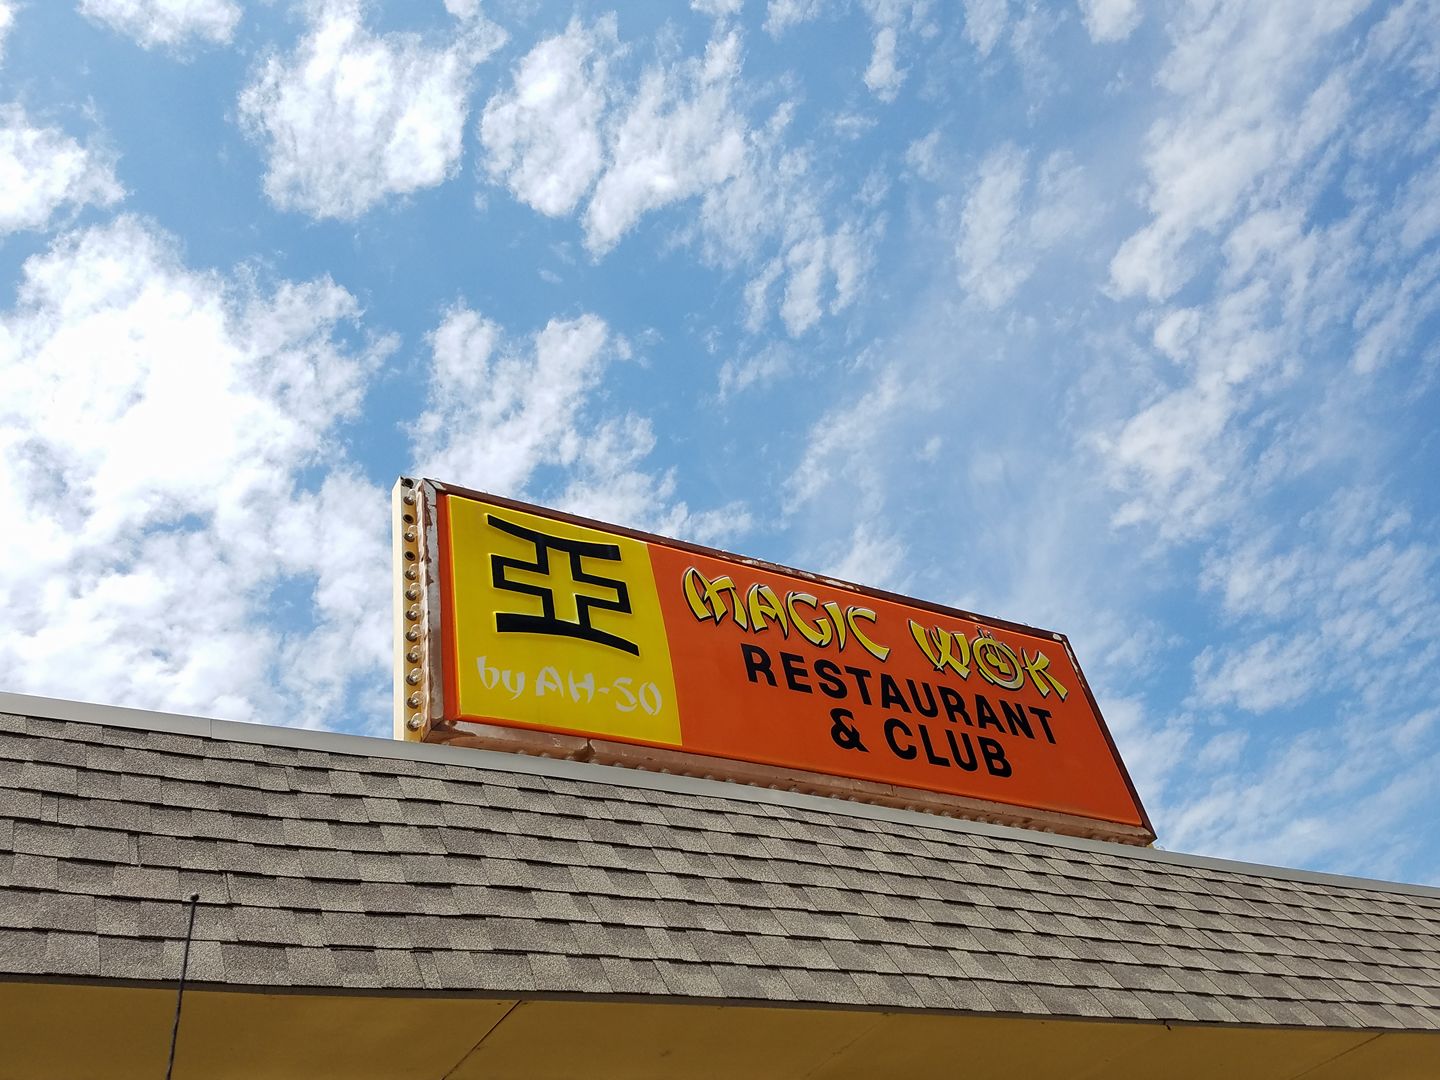 by AH-SO
MAGIC WOK
RESTAURANT
& CLUB